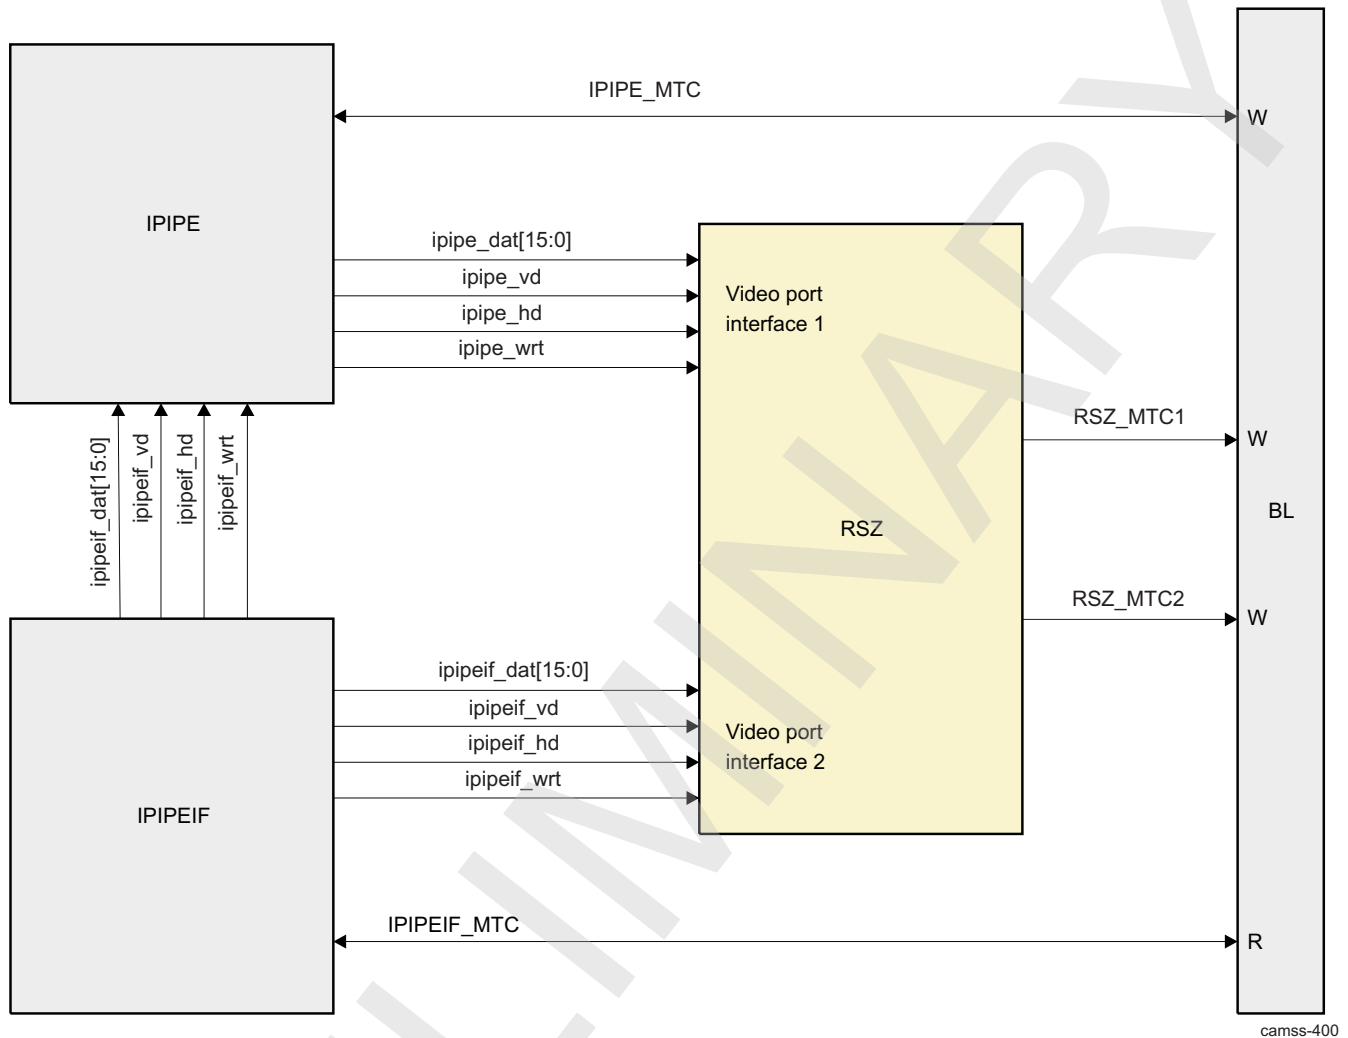 IPIPE_MTC
W
IPIPE
ipipe_dat[15:0]
ipipe_vd
ipipe_hd
ipipe_wrt
Video port
interface 1
ipipeif_dat[15:0]
ipipeif_vd
ipipeif_hd
ipipeif_wrt
RSZ_MTC1
W
BL
RSZ
RSZ_MTC2
W
ipipeif_dat[15:0]
ipipeif_vd
ipipeif_hd
ipipeif_wrt
Video port
interface 2
IPIPEIF
IPIPEIF_MTC
R
camss-400
LIMINARY